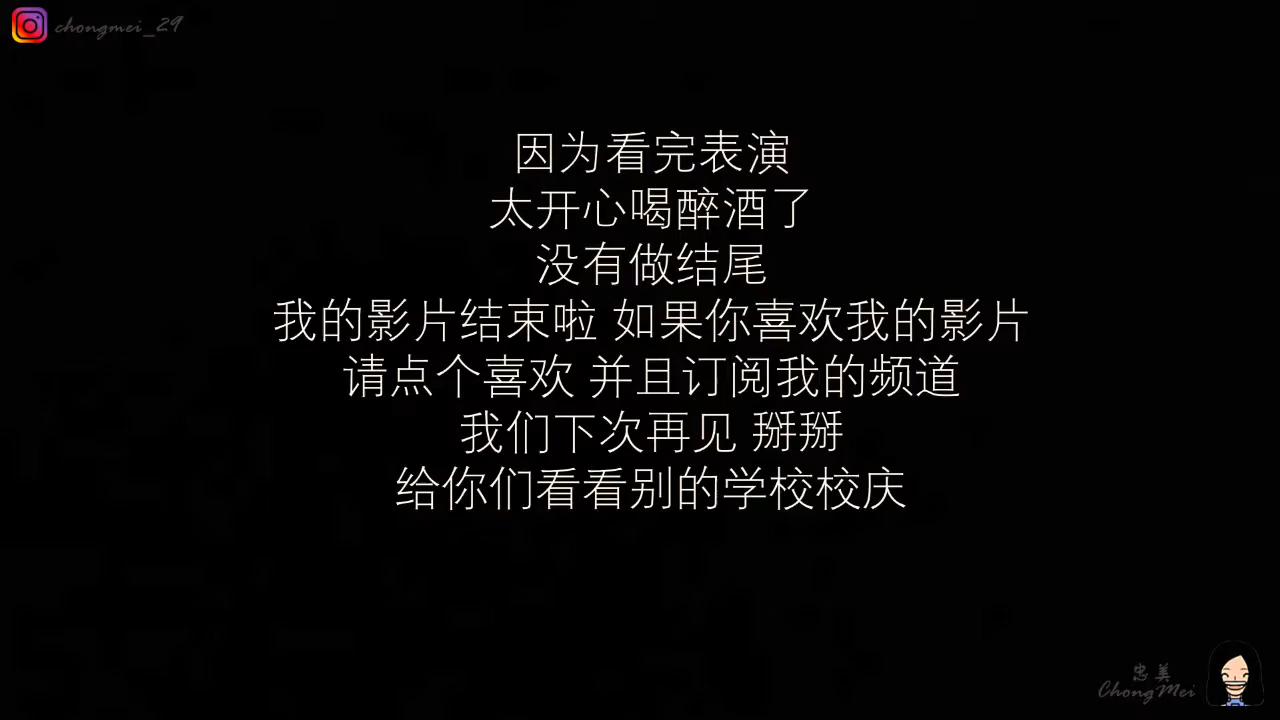 chongmei_29
因为看完表演
太开心喝醉酒了
没有做结尾
我的影片结束啦 如果你喜欢我的影片
请点个喜欢 并且订阅我的频道
我们下次再见 掰掰
给你们看看别的学校校庆
忠美
ChongMei